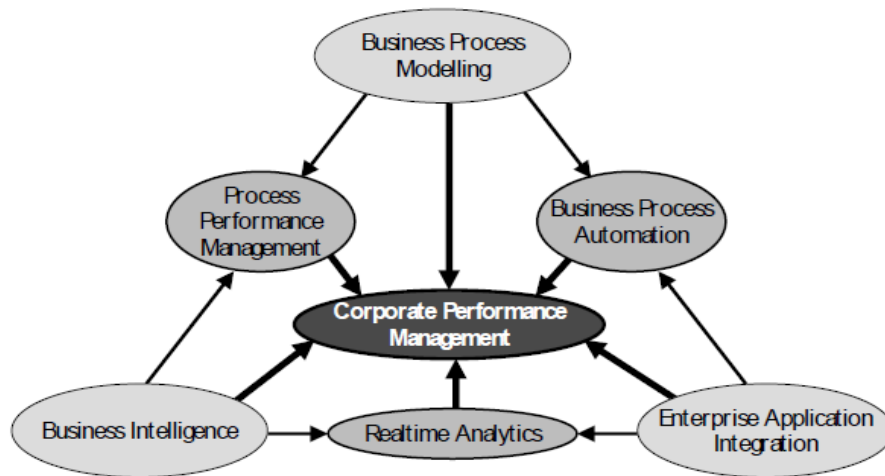 Business Process
Modelling
Process
Performance
Management
Business Process
Automation
Corporate Performance
Management
Business Intelligence
Realtime Analytics
Enterprise Application
Integration